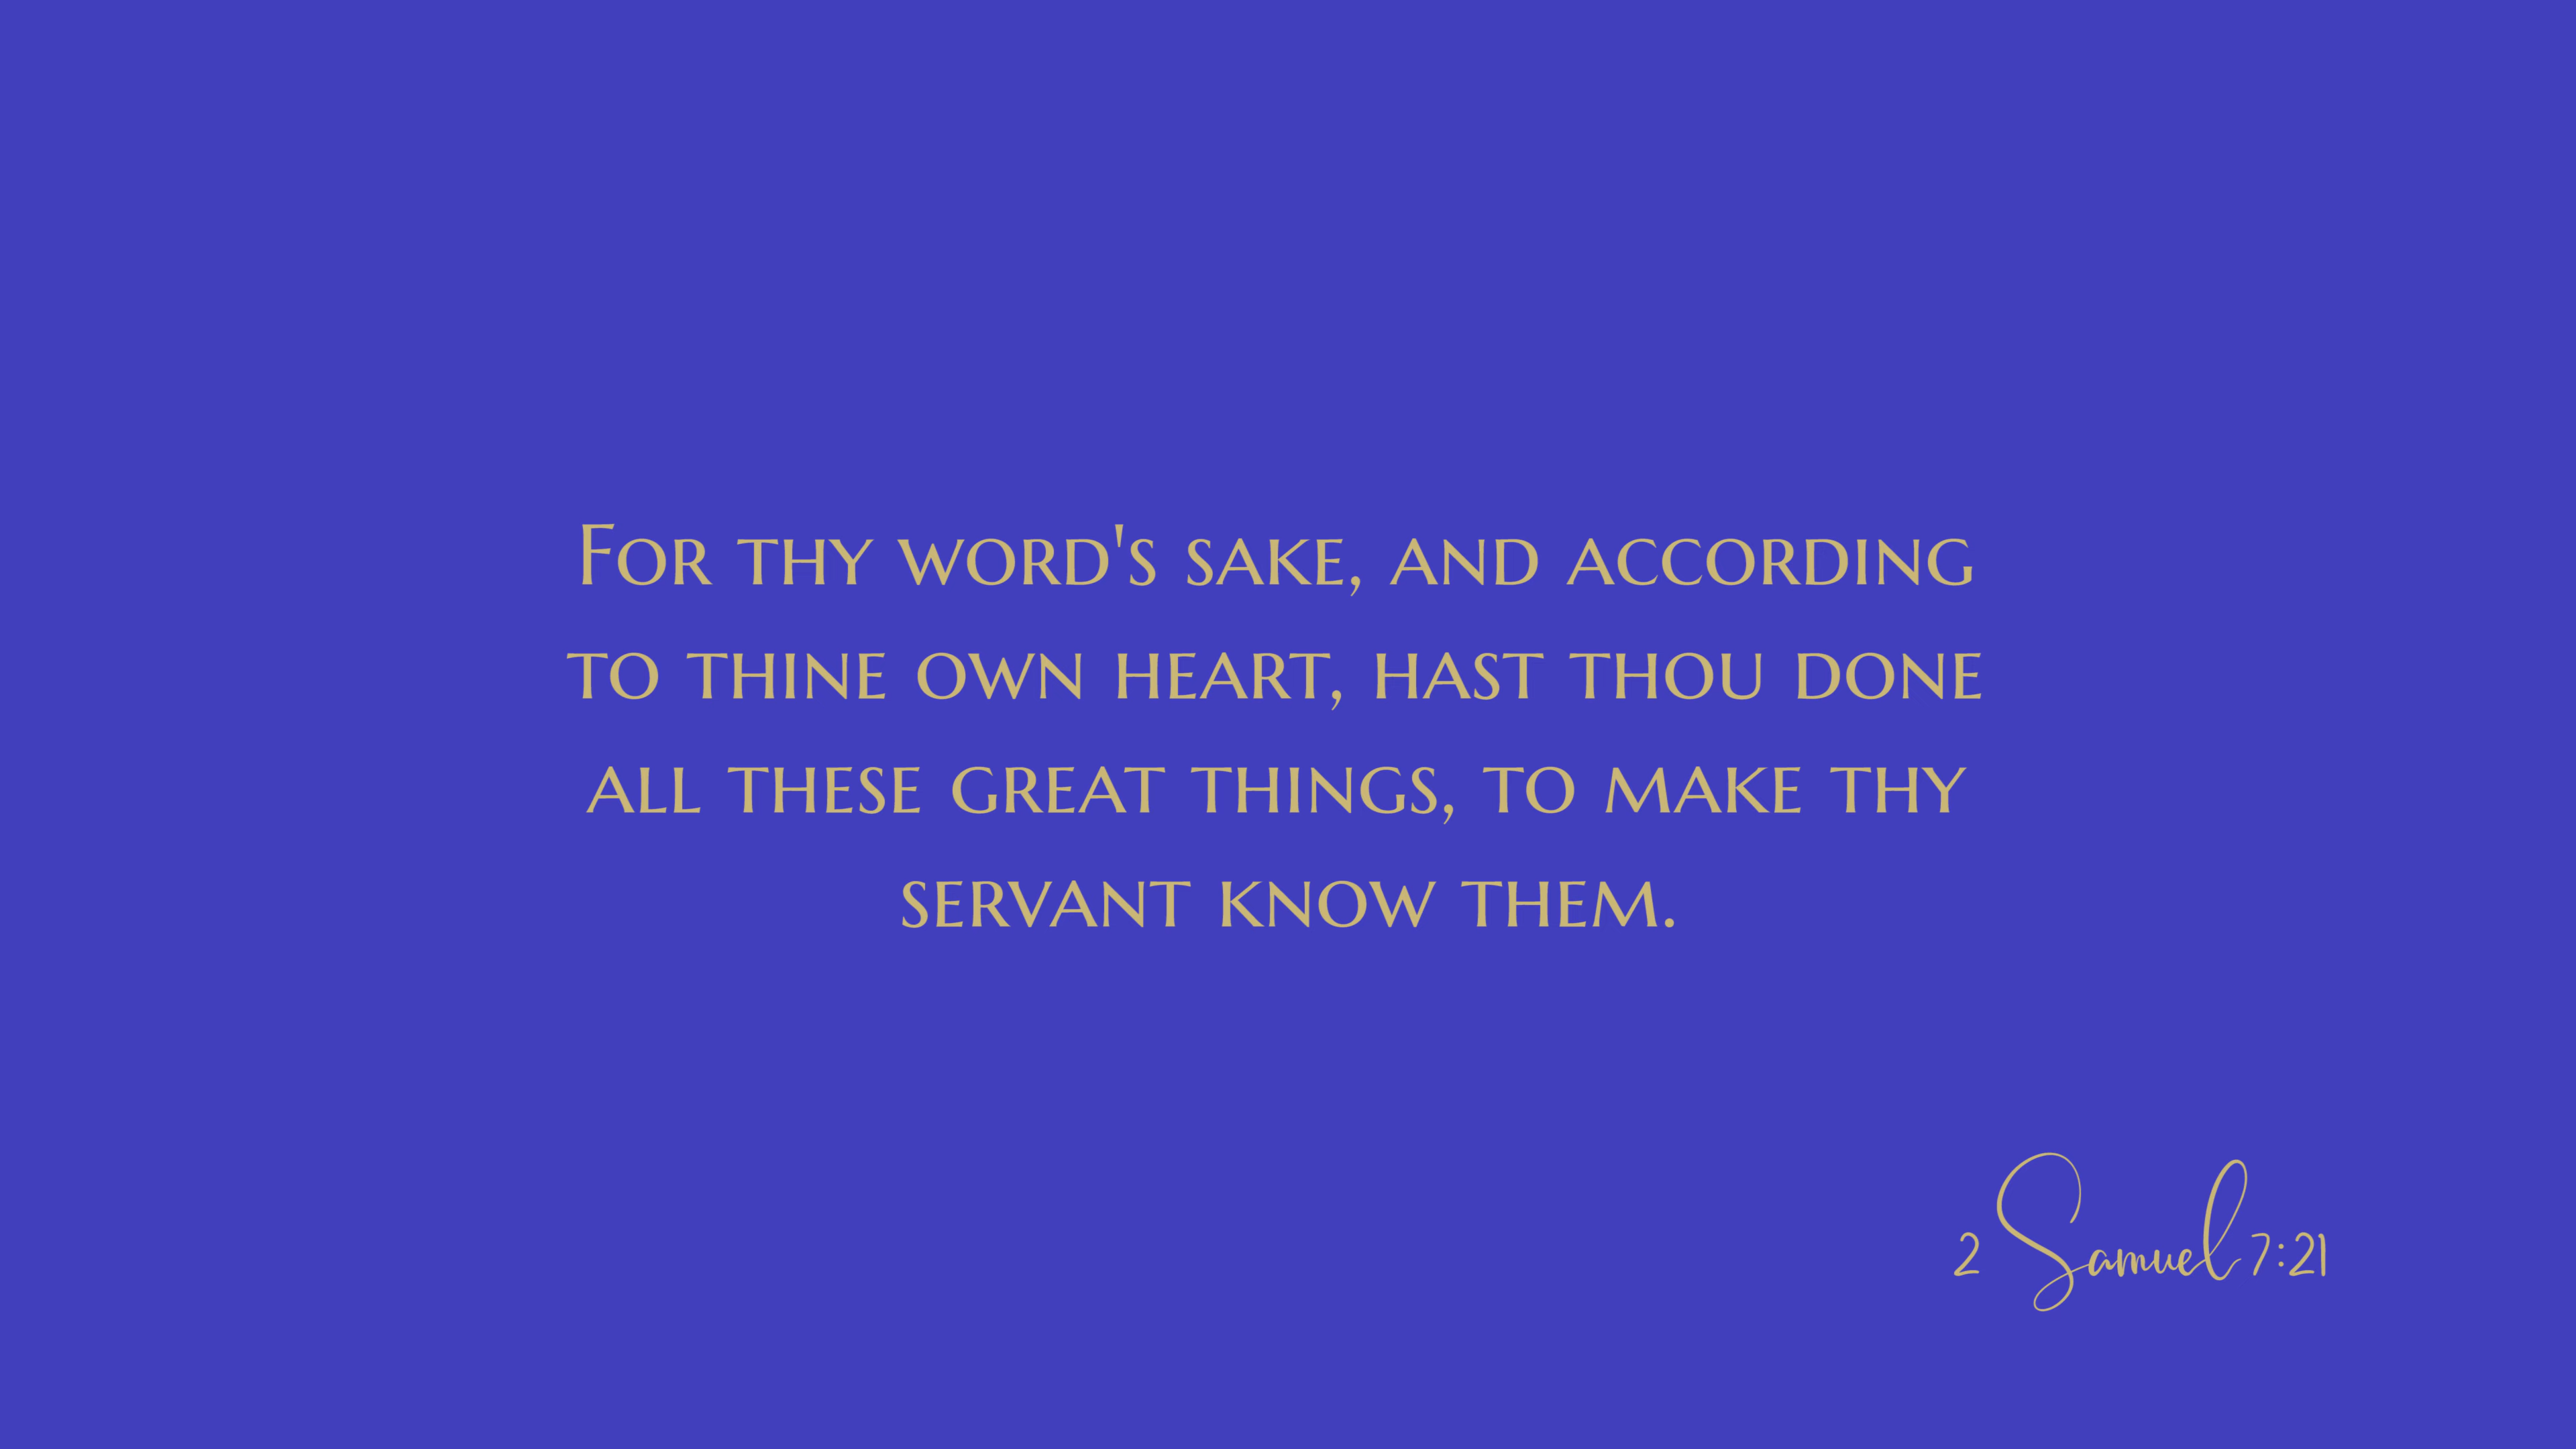 For thy word's sake, and according
to thine own heart, hast thou done
all these great things, to make thy
servant know them.
2 Samuel 7:21